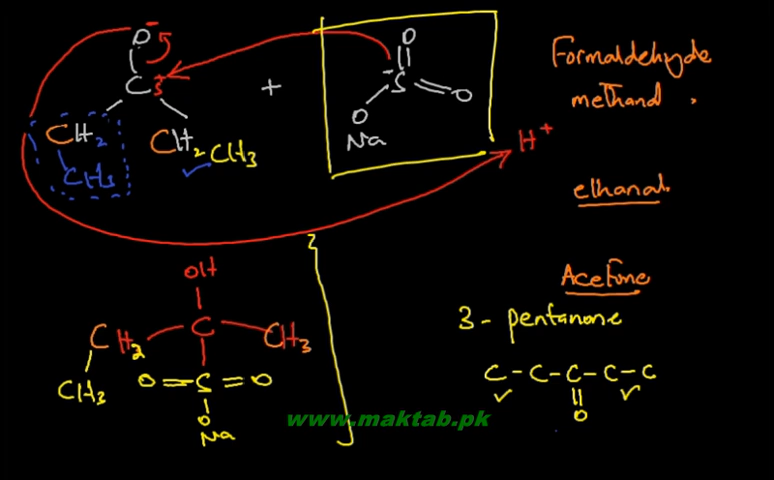 O
C
+
CH2
CH3
CH2 CH3
O
S
O
O
Na
H+
Formaldehyde
methanal
ethanal.
Acetone
3 - pentanone
C - C - C - C - C
O
OH
CH2
C
CH3
CH3
O = S = O
O
Na
www.maktab.pk